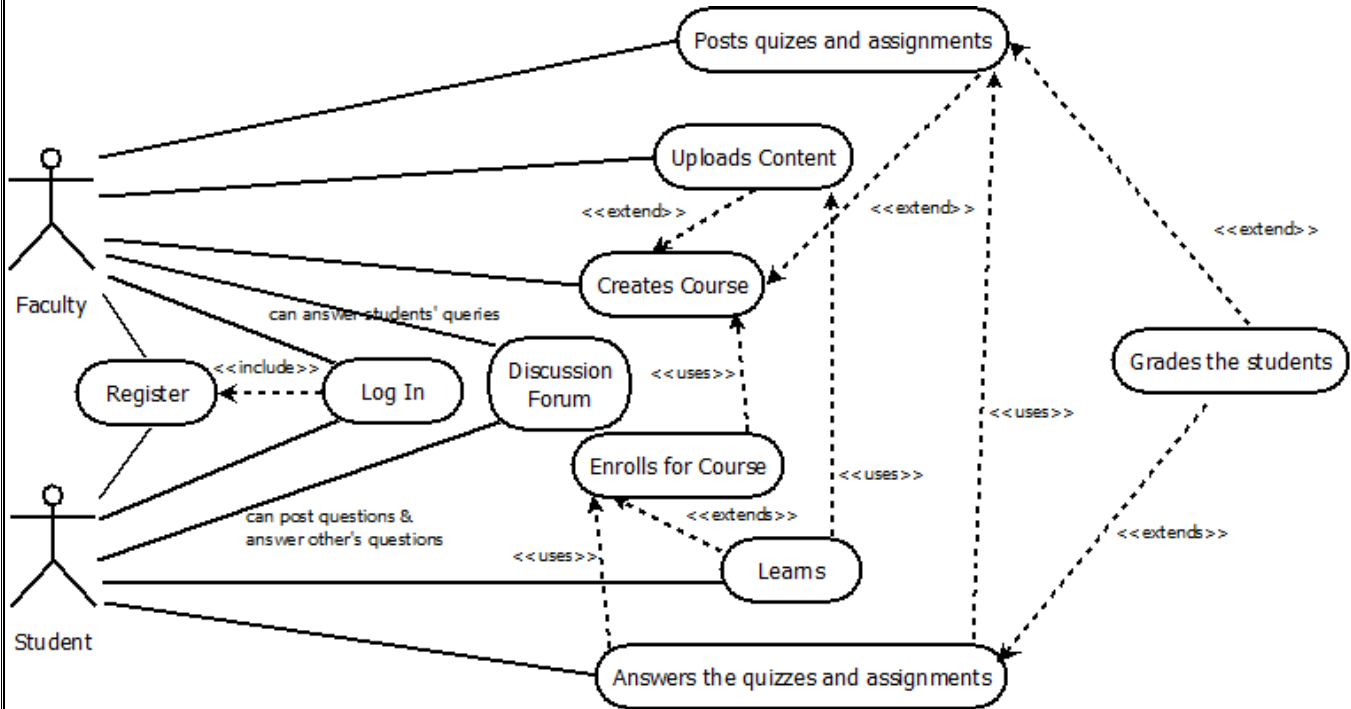 Posts quizes and assignments
Uploads Content
<<extend>>
<<extend>>
<<extend>>
Creates Course
Faculty
can answer students' queries
<<include>>
Register
Log In
Discussion
Forum
<<uses>>
Grades the students
<<uses>>
Enrolls for Course
<<uses>>
can post questions &
answer other's questions
<<extends>>
<<extends>>
<<uses>>
Learns
Student
Answers the quizzes and assignments